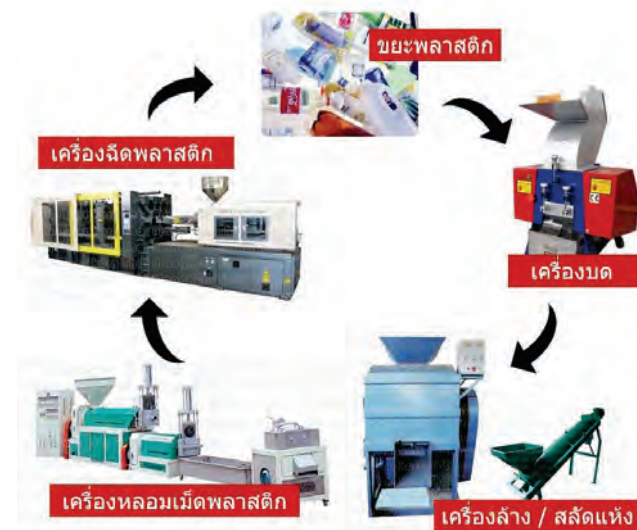 ขยะพลาสติก
เครื่องบด
เครื่องล้าง / สลัดแห้ง
เครื่องหลอมเม็ดพลาสติก
เครื่องฉีดพลาสติก